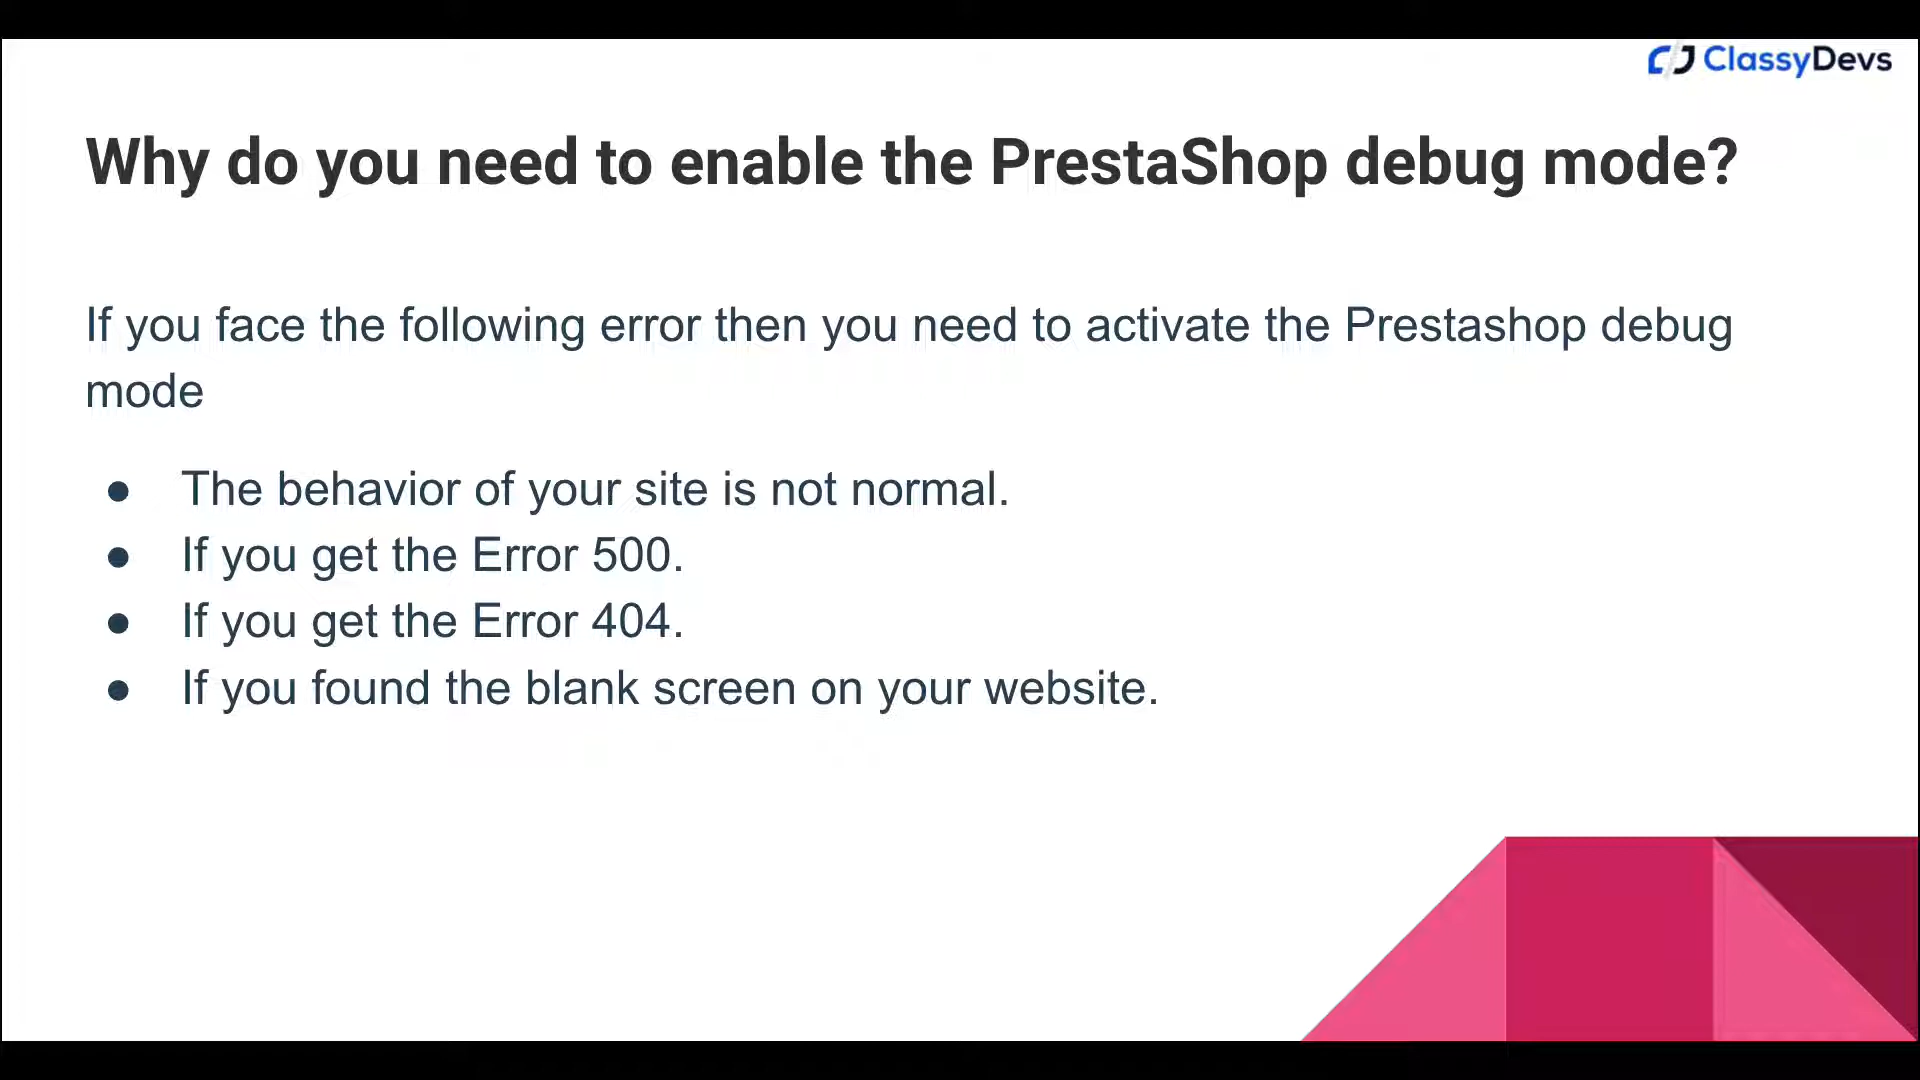 ClassyDevs
Why do you need to enable the PrestaShop debug mode?
If you face the following error then you need to activate the Prestashop debug
mode
● The behavior of your site is not normal.
● If you get the Error 500.
● If you get the Error 404.
● If you found the blank screen on your website.